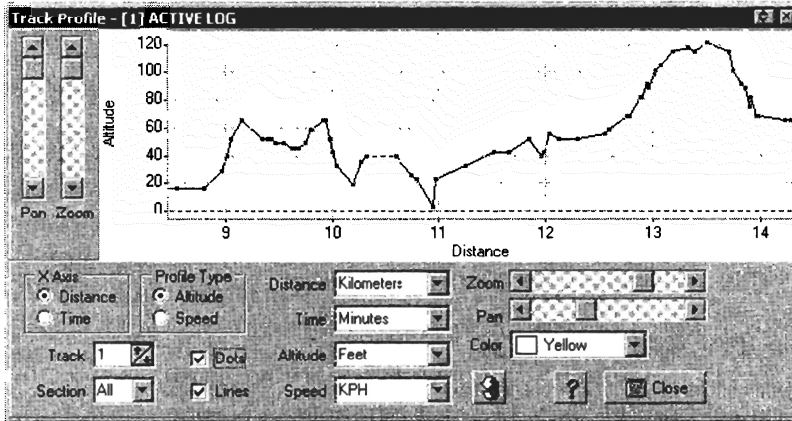 Track Profile - [1] ACTIVE LOG
120
100
80
60
40
20
0
Altitude
9 10 11 12 13 14
Distance
Pan Zoom
X Axis
Distance
Time
Profile Type
Altitude
Speed
Distance Kilometers
Time Minutes
Altitude Feet
Speed KPH
Zoom
Pan
Color Yellow
Track 1
Dots
Section All
Lines
?
Close